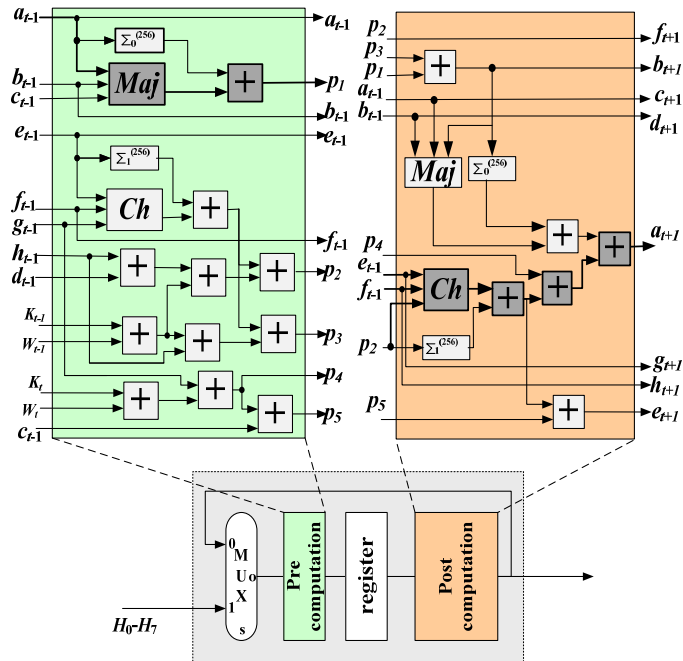 a_{t-1} a_{t-1}
Σ_0^{(256)}
Maj + p_1
b_{t-1}
c_{t-1} b_{t-1}
e_{t-1} e_{t-1}
Σ_1^{(256)}
Ch +
f_{t-1}
g_{t-1} f_{t-1}
h_{t-1} + + + p_2
d_{t-1}
K_{t-1} + + + p_3
W_{t-1}
K_t + + p_4
W_t + p_5
c_{t-1}
p_2 f_{t+1}
p_3 + b_{t+1}
p_1
a_{t-1} c_{t+1}
b_{t-1} d_{t+1}
Maj Σ_0^{(256)}
+ + a_{t+1}
p_4
e_{t-1} Ch + +
f_{t-1}
p_2 Σ_1^{(256)}
g_{t+1}
h_{t+1}
p_5 + e_{t+1}
0 M U X o 1 s
H_0-H_7
Pre computation
register
Post computation